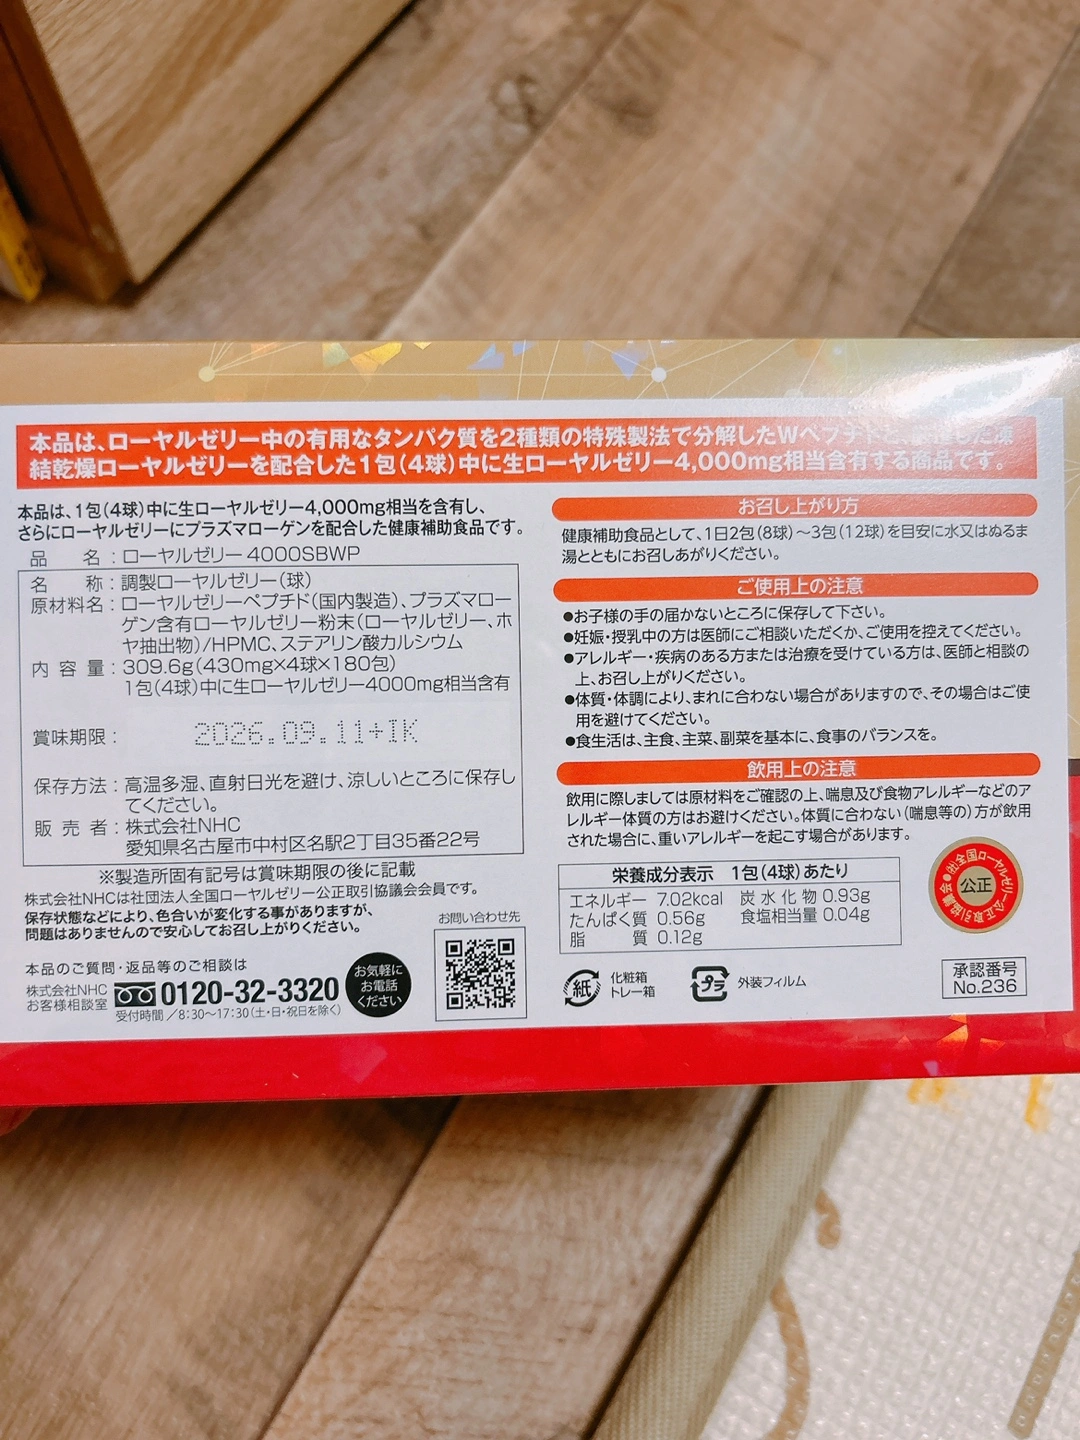 本品は、ローヤルゼリー中の有用なタンパク質を2種類の特殊製法で分解したWペプチドと
結乾燥ローヤルゼリーを配合した1包(4球)中に生ローヤルゼリー4,000mg相当含有する商品です。
本品は、1包(4球)中に生ローヤルゼリー4,000mg相当を含有し、
さらにローヤルゼリーにプラズマローゲンを配合した健康補助食品です。
品名:ローヤルゼリー 4000SBWP
名称:調製ローヤルゼリー(球)
原材料名:ローヤルゼリーペプチド(国内製造)、プラズマロー
ゲン含有ローヤルゼリー粉末(ローヤルゼリー、ホ
ヤ抽出物)/HPMC、ステアリン酸カルシウム
内容量:309.6g(430mg×4球×180包)
1包(4球)中に生ローヤルゼリー4000mg相当含有
賞味期限: 2026.09.11+IK
保存方法:高温多湿、直射日光を避け、涼しいところに保存し
てください。
販売者:株式会社NHC
愛知県名古屋市中村区名駅2丁目35番22号
※製造所固有記号は賞味期限の後に記載
株式会社NHCは社団法人全国ローヤルゼリー公正取引協議会会員です。
保存状態などにより、色合いが変化する事がありますが、
問題はありませんので安心してお召し上がりください。
本品のご質問・返品等のご相談は
株式会社NHC
お客様相談室
0120-32-3320
受付時間/8:30~17:30(土・日・祝日を除く)
お気軽に
お電話
ください
お問い合わせ先
お召し上がり方
健康補助食品として、1日2包(8球)~3包(12球)を目安に水又はぬるま
湯とともにお召しあがりください。
ご使用上の注意
●お子様の手の届かないところに保存して下さい。
●妊娠・授乳中の方は医師にご相談いただくか、ご使用を控えてください。
●アレルギー・疾病のある方または治療を受けている方は、医師と相談の
上、お召し上がりください。
●体質・体調により、まれに合わない場合がありますので、その場合はご使
用を避けてください。
●食生活は、主食、主菜、副菜を基本に、食事のバランスを。
飲用上の注意
飲用に際しましては原材料をご確認の上、喘息及び食物アレルギーなどのア
レルギー体質の方はお避けください。体質に合わない(喘息等の)方が飲用
された場合に、重いアレルギーを起こす場合があります。
栄養成分表示 1包(4球)あたり
エネルギー 7.02kcal 炭水化物 0.93g
たんぱく質 0.56g 食塩相当量 0.04g
脂質 0.12g
㈳全国ローヤルゼリー公正取引協議会
公正
紙
化粧箱
トレー箱
プラ
外装フィルム
承認番号
No.236